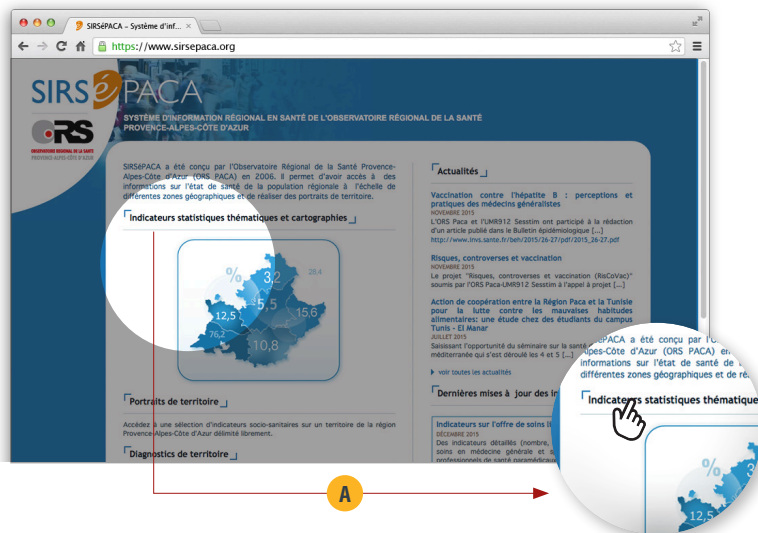 SIRSéPACA – Système d'inf...
https://www.sirsepaca.org
SIRSéPACA
SYSTÈME D'INFORMATION RÉGIONAL EN SANTÉ DE L'OBSERVATOIRE RÉGIONAL DE LA SANTÉ
PROVENCE-ALPES-CÔTE D'AZUR
ORS
OBSERVATOIRE RÉGIONAL DE LA SANTÉ
PROVENCE-ALPES-CÔTE D'AZUR
SIRSéPACA a été conçu par l'Observatoire Régional de la Santé Provence-
Alpes-Côte d'Azur (ORS PACA) en 2006. Il permet d'avoir accès à des
informations sur l'état de santé de la population régionale à l'échelle de
différentes zones géographiques et de réaliser des portraits de territoire.
Indicateurs statistiques thématiques et cartographies
%
3,2
28,4
5,5
12,5
15,6
76,2
10,8
Portraits de territoire
Accédez à une sélection d'indicateurs socio-sanitaires sur un territoire de la région
Provence-Alpes-Côte d'Azur délimité librement.
Diagnostics de territoire
Actualités
Vaccination contre l'hépatite B : perceptions et
pratiques des médecins généralistes
NOVEMBRE 2015
L'ORS Paca et l'UMR912 Sesstim ont participé à la rédaction
d'un article publié dans le Bulletin épidémiologique [...]
http://www.invs.sante.fr/beh/2015/26-27/pdf/2015_26-27.pdf
Risques, controverses et vaccination
NOVEMBRE 2015
Le projet "Risques, controverses et vaccination (RisCoVac)"
soumis par l'ORS Paca-UMR912 Sesstim à l'appel à projet [...]
Action de coopération entre la Région Paca et la Tunisie
pour la lutte contre les mauvaises habitudes
alimentaires: une étude chez des étudiants du campus
Tunis - El Manar
JUILLET 2015
Saisissant l'opportunité du séminaire sur la santé
méditerranée qui s'est déroulé les 4 et 5 [...]
voir toutes les actualités
Dernières mises à jour des in
Indicateurs sur l'offre de soins li
DÉCEMBRE 2015
Des indicateurs détaillés (nombre,
soins en médecine générale et s
professionnels de santé paramédicaux
SéPACA a été conçu par l'O
Alpes-Côte d'Azur (ORS PACA) en
informations sur l'état de santé de
différentes zones géographiques et de ré
Indicateurs statistiques thématique
%
3
12,5
A